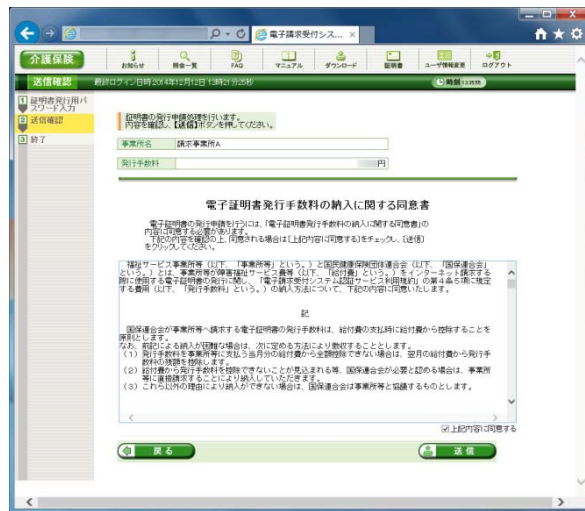 電子請求受付シス... ×
介護保険
お知らせ
照会一覧
FAQ
マニュアル
ダウンロード
証明書
ユーザ情報変更
ログアウト
送信確認
最終ログイン日時:2014年12月12日 13時21分25秒
時刻
1 証明書発行用パ
スワード入力
2 送信確認
3 終了
証明書の発行申請処理を行います。
内容を確認し、【送信】ボタンを押してください。
事業所名
請求事業所A
発行手数料
円
電子証明書発行手数料の納入に関する同意書
電子証明書の発行申請を行うには、「電子証明書発行手数料の納入に関する同意書」の
内容に同意する必要があります。
下記の内容を確認の上、同意される場合は[上記内容に同意する]をチェックし、[送信]
をクリックしてください。
福祉サービス事業所等(以下、「事業所等」という。)と国民健康保険団体連合会(以下、「国保連合会」
という。)とは、事業所等が障害福祉サービス費等(以下、「給付費」という。)をインターネット請求する
際に使用する電子証明書の発行に関し、「電子請求受付システム認証サービス利用規約」の第4条5項に規定
する費用(以下、「発行手数料」という。)の納入方法について、下記の内容に同意いたします。
記
国保連合会が事業所等へ請求する電子証明書の発行手数料は、給付費の支払時に給付費から控除することを
原則とします。
なお、前記による納入が困難な場合は、次に定める方法により徴収することとします。
(1)発行手数料を事業所等に支払う当月分の給付費から全額控除できない場合は、翌月の給付費から発行手
数料の残額を控除します。
(2)給付費から発行手数料を控除できないことが見込まれる等、国保連合会が必要と認める場合は、事業所
等に直接請求することにより納入していただきます。
(3)これら以外の理由により納入ができない場合は、国保連合会は事業所等と協議するものとします。
上記内容に同意する
戻る
送信